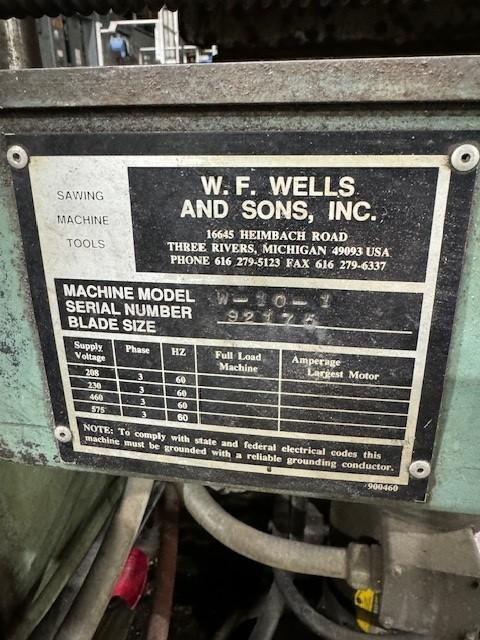 SAWING
MACHINE
TOOLS
W. F. WELLS
AND SONS, INC.
16645 HEIMBACH ROAD
THREE RIVERS, MICHIGAN 49093 USA
PHONE 616 279-5123 FAX 616 279-6337
MACHINE MODEL W-10-1
SERIAL NUMBER 92175
BLADE SIZE
Supply Voltage Phase HZ Full Load Machine Amperage Largest Motor
208 3 60
230 3 60
460 3 60
575 3 60
NOTE: To comply with state and federal electrical codes this
machine must be grounded with a reliable grounding conductor.
900460